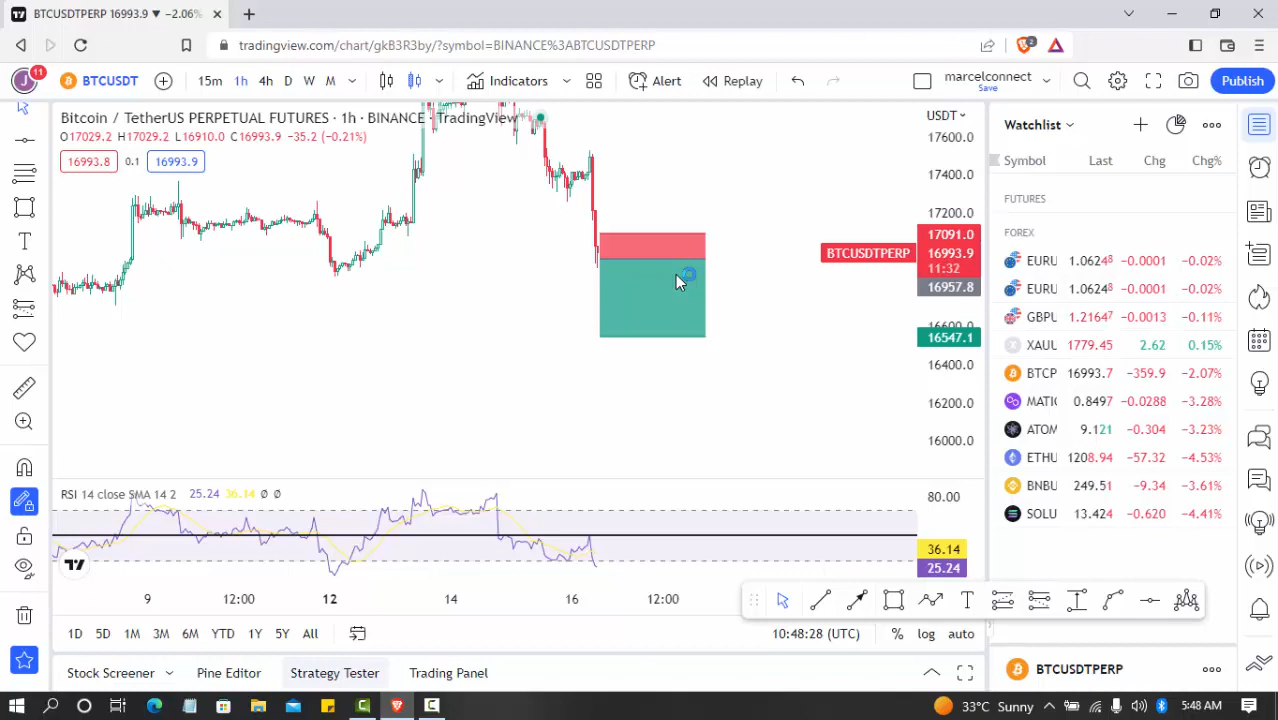 BTCUSDTPERP 16993.9 ▼ −2.06%
tradingview.com/chart/gkB3R3by/?symbol=BINANCE%3ABTCUSDTPERP
2
J
11
BTCUSDT
15m 1h 4h D W M
Indicators
Alert
Replay
marcelconnect
Save
Publish
Bitcoin / TetherUS PERPETUAL FUTURES · 1h · BINANCE · TradingView
O17029.2 H17029.2 L16910.0 C16993.9 −35.2 (−0.21%)
16993.8 0.1 16993.9
USDT
17600.0
17400.0
17200.0
17091.0
BTCUSDTPERP 16993.9
11:32
16957.8
16600.0
16547.1
16400.0
16200.0
16000.0
RSI 14 close SMA 14 2 25.24 36.14 Ø Ø
80.00
36.14
25.24
9 12:00 12 14 16 12:00
1D 5D 1M 3M 6M YTD 1Y 5Y All
10:48:28 (UTC) % log auto
Stock Screener Pine Editor Strategy Tester Trading Panel
Watchlist
Symbol Last Chg Chg%
FUTURES
FOREX
EURU 1.06248 −0.0001 −0.02%
EURU 1.06248 −0.0001 −0.02%
GBPU 1.21647 −0.0013 −0.11%
XAUU 1779.45 2.62 0.15%
BTCP 16993.7 −359.9 −2.07%
MATIC 0.8497 −0.0288 −3.28%
ATOM 9.121 −0.304 −3.23%
ETHU 1208.94 −57.32 −4.53%
BNBU 249.51 −9.34 −3.61%
SOLU 13.424 −0.620 −4.41%
BTCUSDTPERP
33°C Sunny
5:48 AM